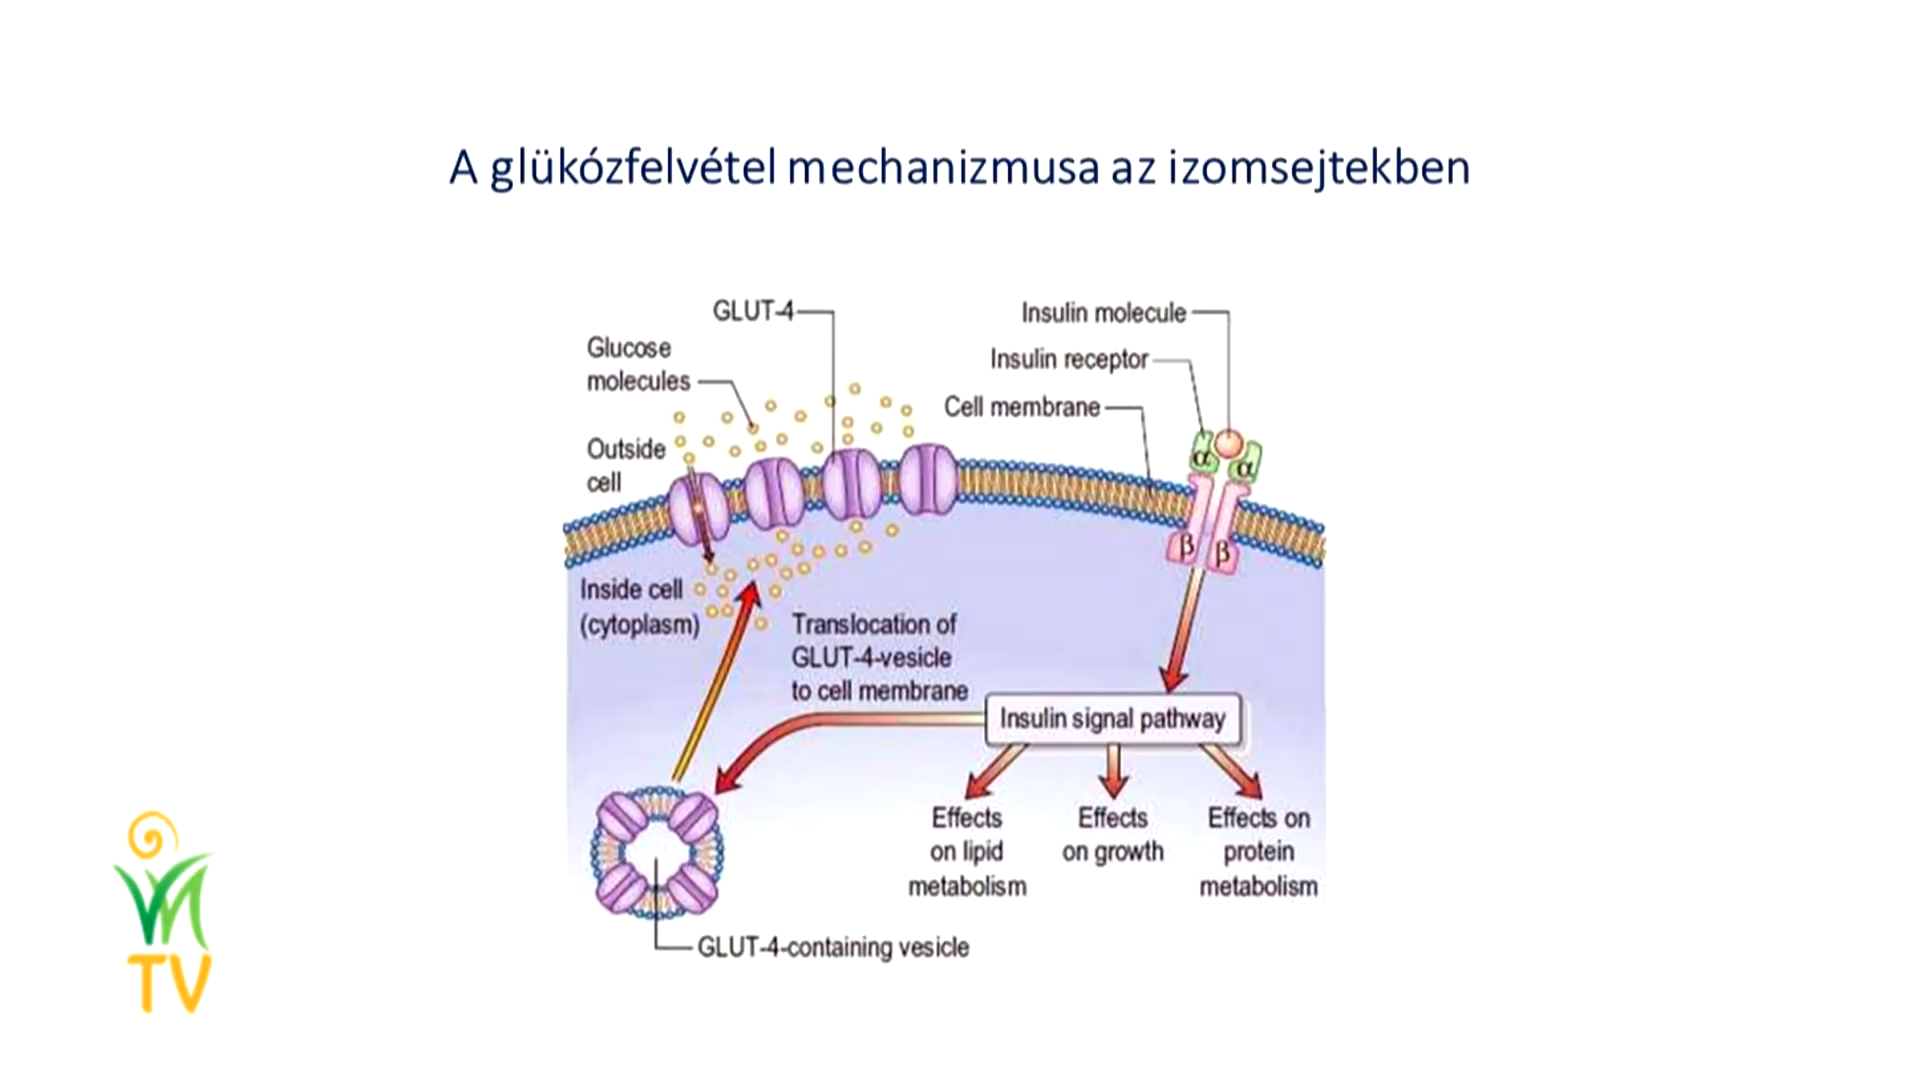 A glükózfelvétel mechanizmusa az izomsejtekben
GLUT-4
Insulin molecule
Glucose
molecules
Insulin receptor
Cell membrane
Outside
cell
α
α
β
β
Inside cell
(cytoplasm)
Translocation of
GLUT-4-vesicle
to cell membrane
Insulin signal pathway
Effects
on lipid
metabolism
Effects
on growth
Effects on
protein
metabolism
GLUT-4-containing vesicle
TV